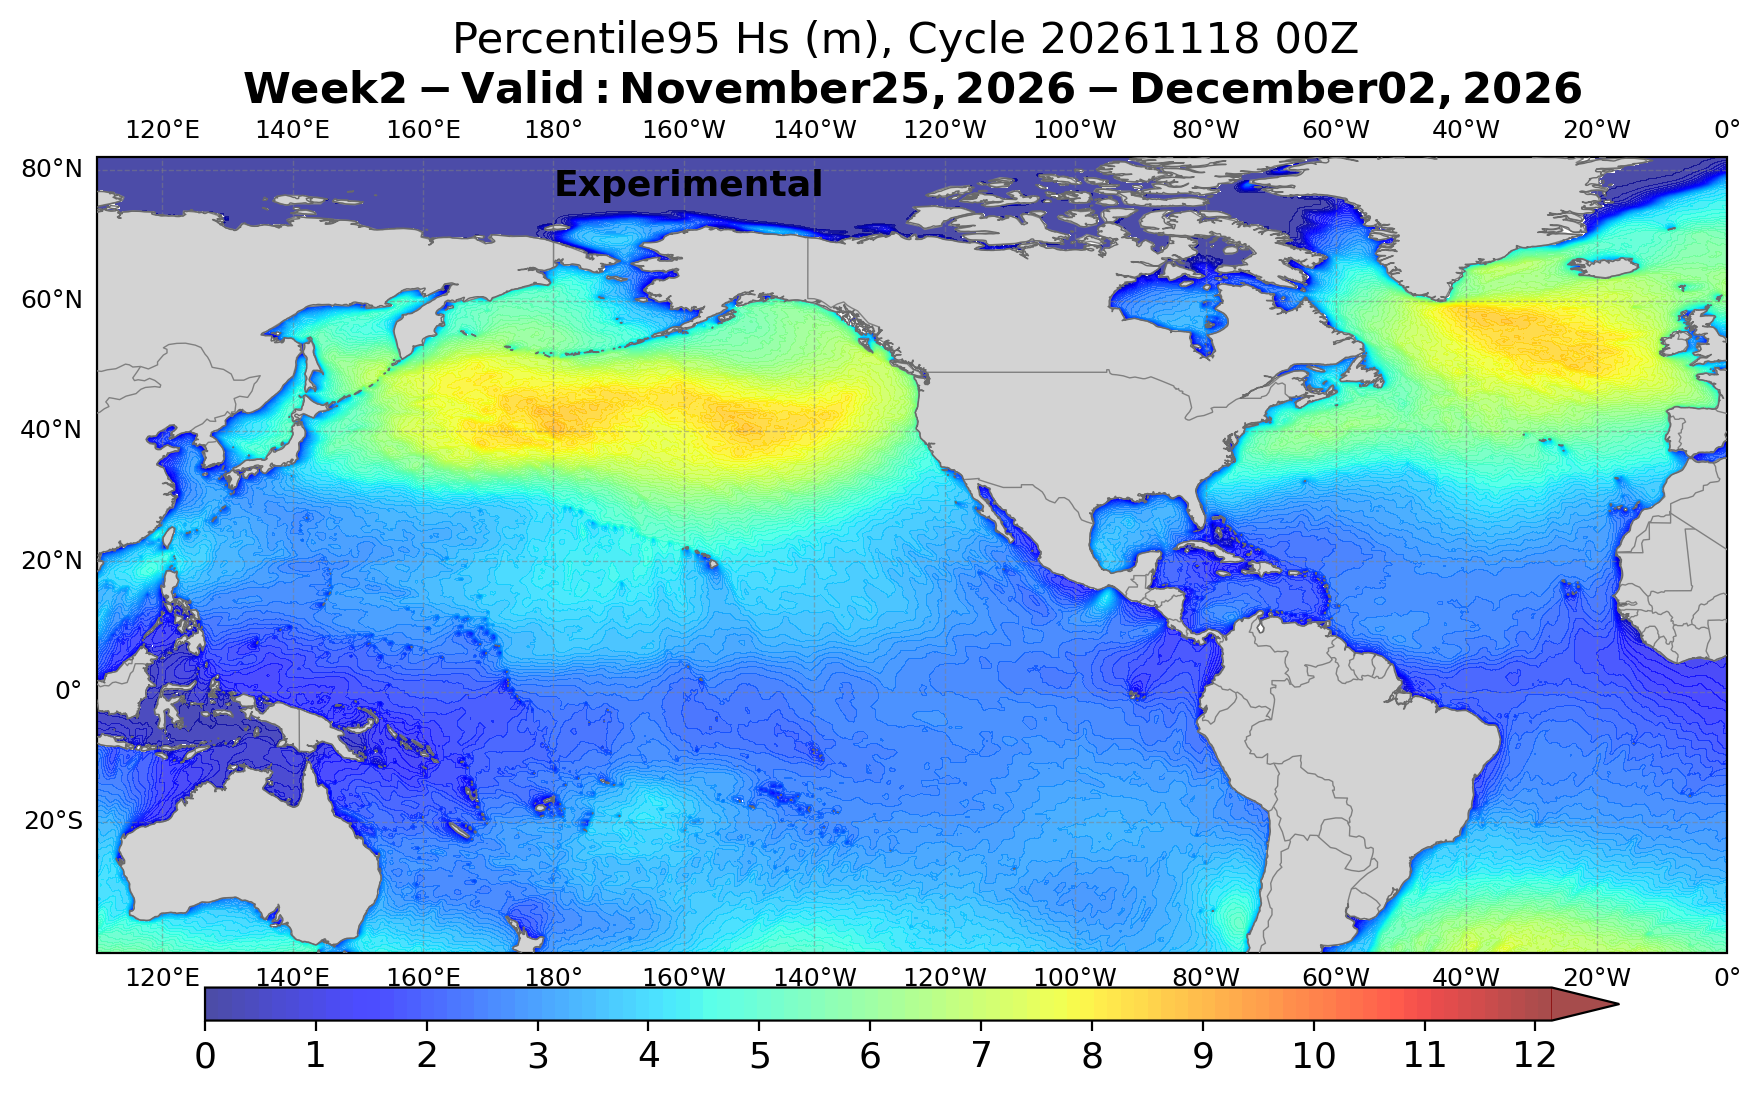 Percentile95 Hs (m), Cycle 20261118 00Z
Week2 − Valid : November25, 2026 − December02, 2026
120°E 140°E 160°E 180° 160°W 140°W 120°W 100°W 80°W 60°W 40°W 20°W 0°
80°N
Experimental
60°N
40°N
20°N
0°
20°S
120°E 140°E 160°E 180° 160°W 140°W 120°W 100°W 80°W 60°W 40°W 20°W 0°
0 1 2 3 4 5 6 7 8 9 10 11 12